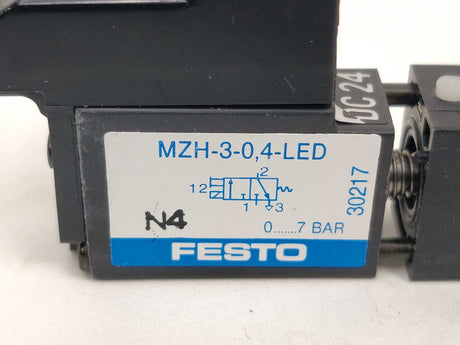 DC24
MZH-3-0,4-LED
2
12
1 3
30217
N4
0......7 BAR
FESTO